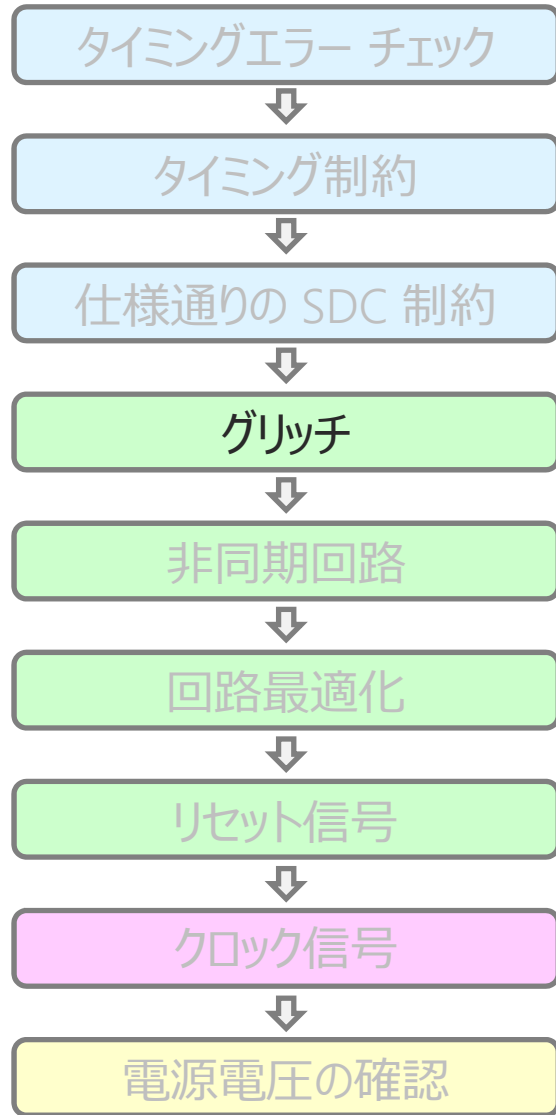 タイミングエラー チェック
タイミング制約
仕様通りの SDC 制約
グリッチ
非同期回路
回路最適化
リセット信号
クロック信号
電源電圧の確認